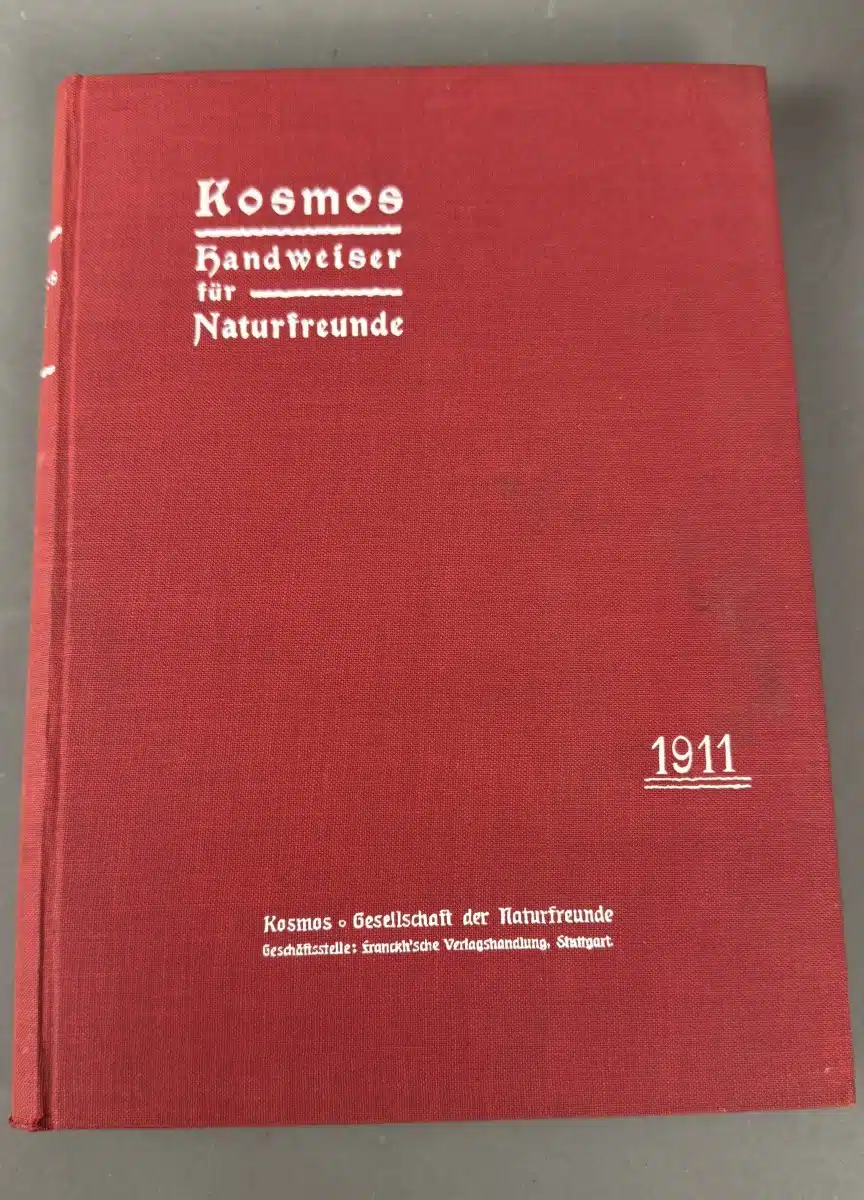 Kosmos
Handweiser
für
Naturfreunde
1911
Kosmos ∘ Gesellschaft der Naturfreunde
Geschäftsstelle: Franckh'sche Verlagshandlung, Stuttgart